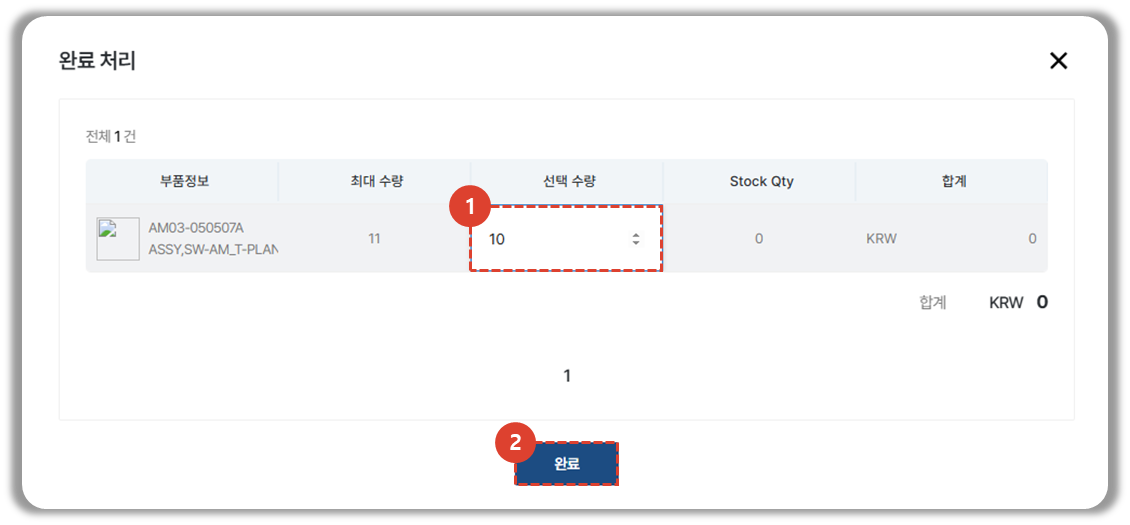 완료 처리
전체 1 건
부품정보 최대 수량 선택 수량 Stock Qty 합계
1
AM03-050507A
ASSY,SW-AM_T-PLAN
11 10 0 KRW 0
합계 KRW 0
1
2
완료